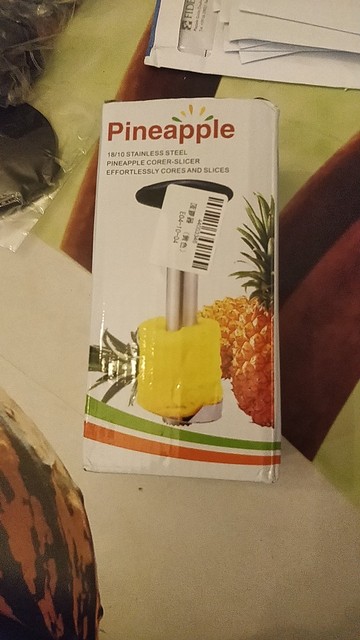 Pineapple
18/10 STAINLESS STEEL
PINEAPPLE CORER-SLICER
EFFORTLESSLY CORES AND SLICES